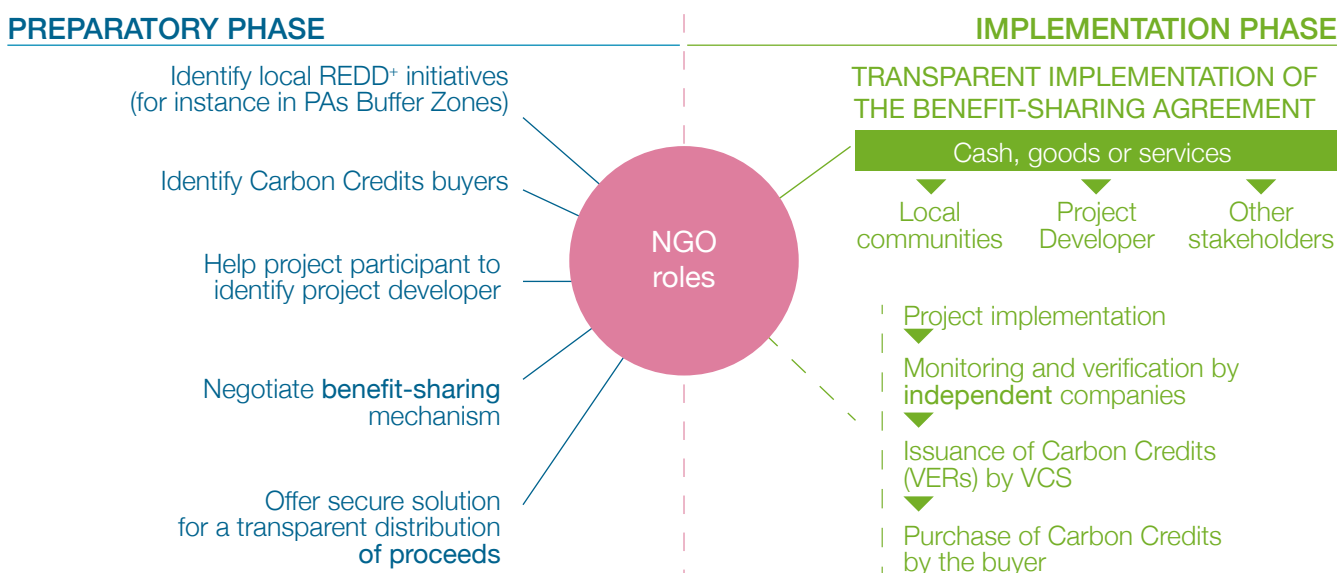 PREPARATORY PHASE
Identify local REDD+ initiatives
(for instance in PAs Buffer Zones)
Identify Carbon Credits buyers
Help project participant to
identify project developer
Negotiate benefit-sharing
mechanism
Offer secure solution
for a transparent distribution
of proceeds
NGO
roles
IMPLEMENTATION PHASE
TRANSPARENT IMPLEMENTATION OF
THE BENEFIT-SHARING AGREEMENT
Cash, goods or services
Local
communities
Project
Developer
Other
stakeholders
Project implementation
Monitoring and verification by
independent companies
Issuance of Carbon Credits
(VERs) by VCS
Purchase of Carbon Credits
by the buyer